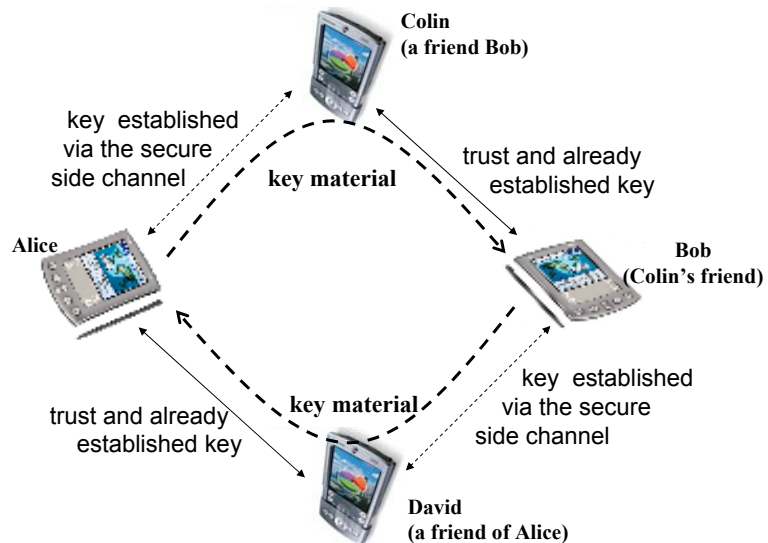 Colin
(a friend Bob)
key established
via the secure
side channel
trust and already
established key
key material
Alice
Bob
(Colin's friend)
key material
trust and already
established key
key established
via the secure
side channel
David
(a friend of Alice)